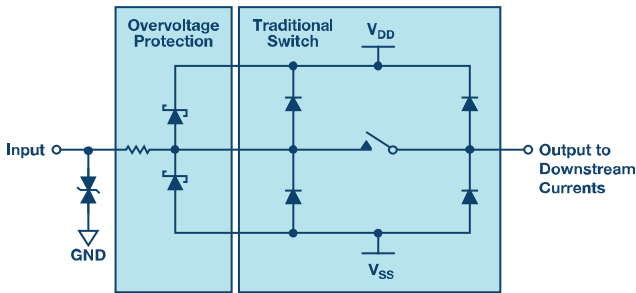 Overvoltage
Protection
Traditional
Switch
VDD
Input
Output to
Downstream
Currents
GND
VSS